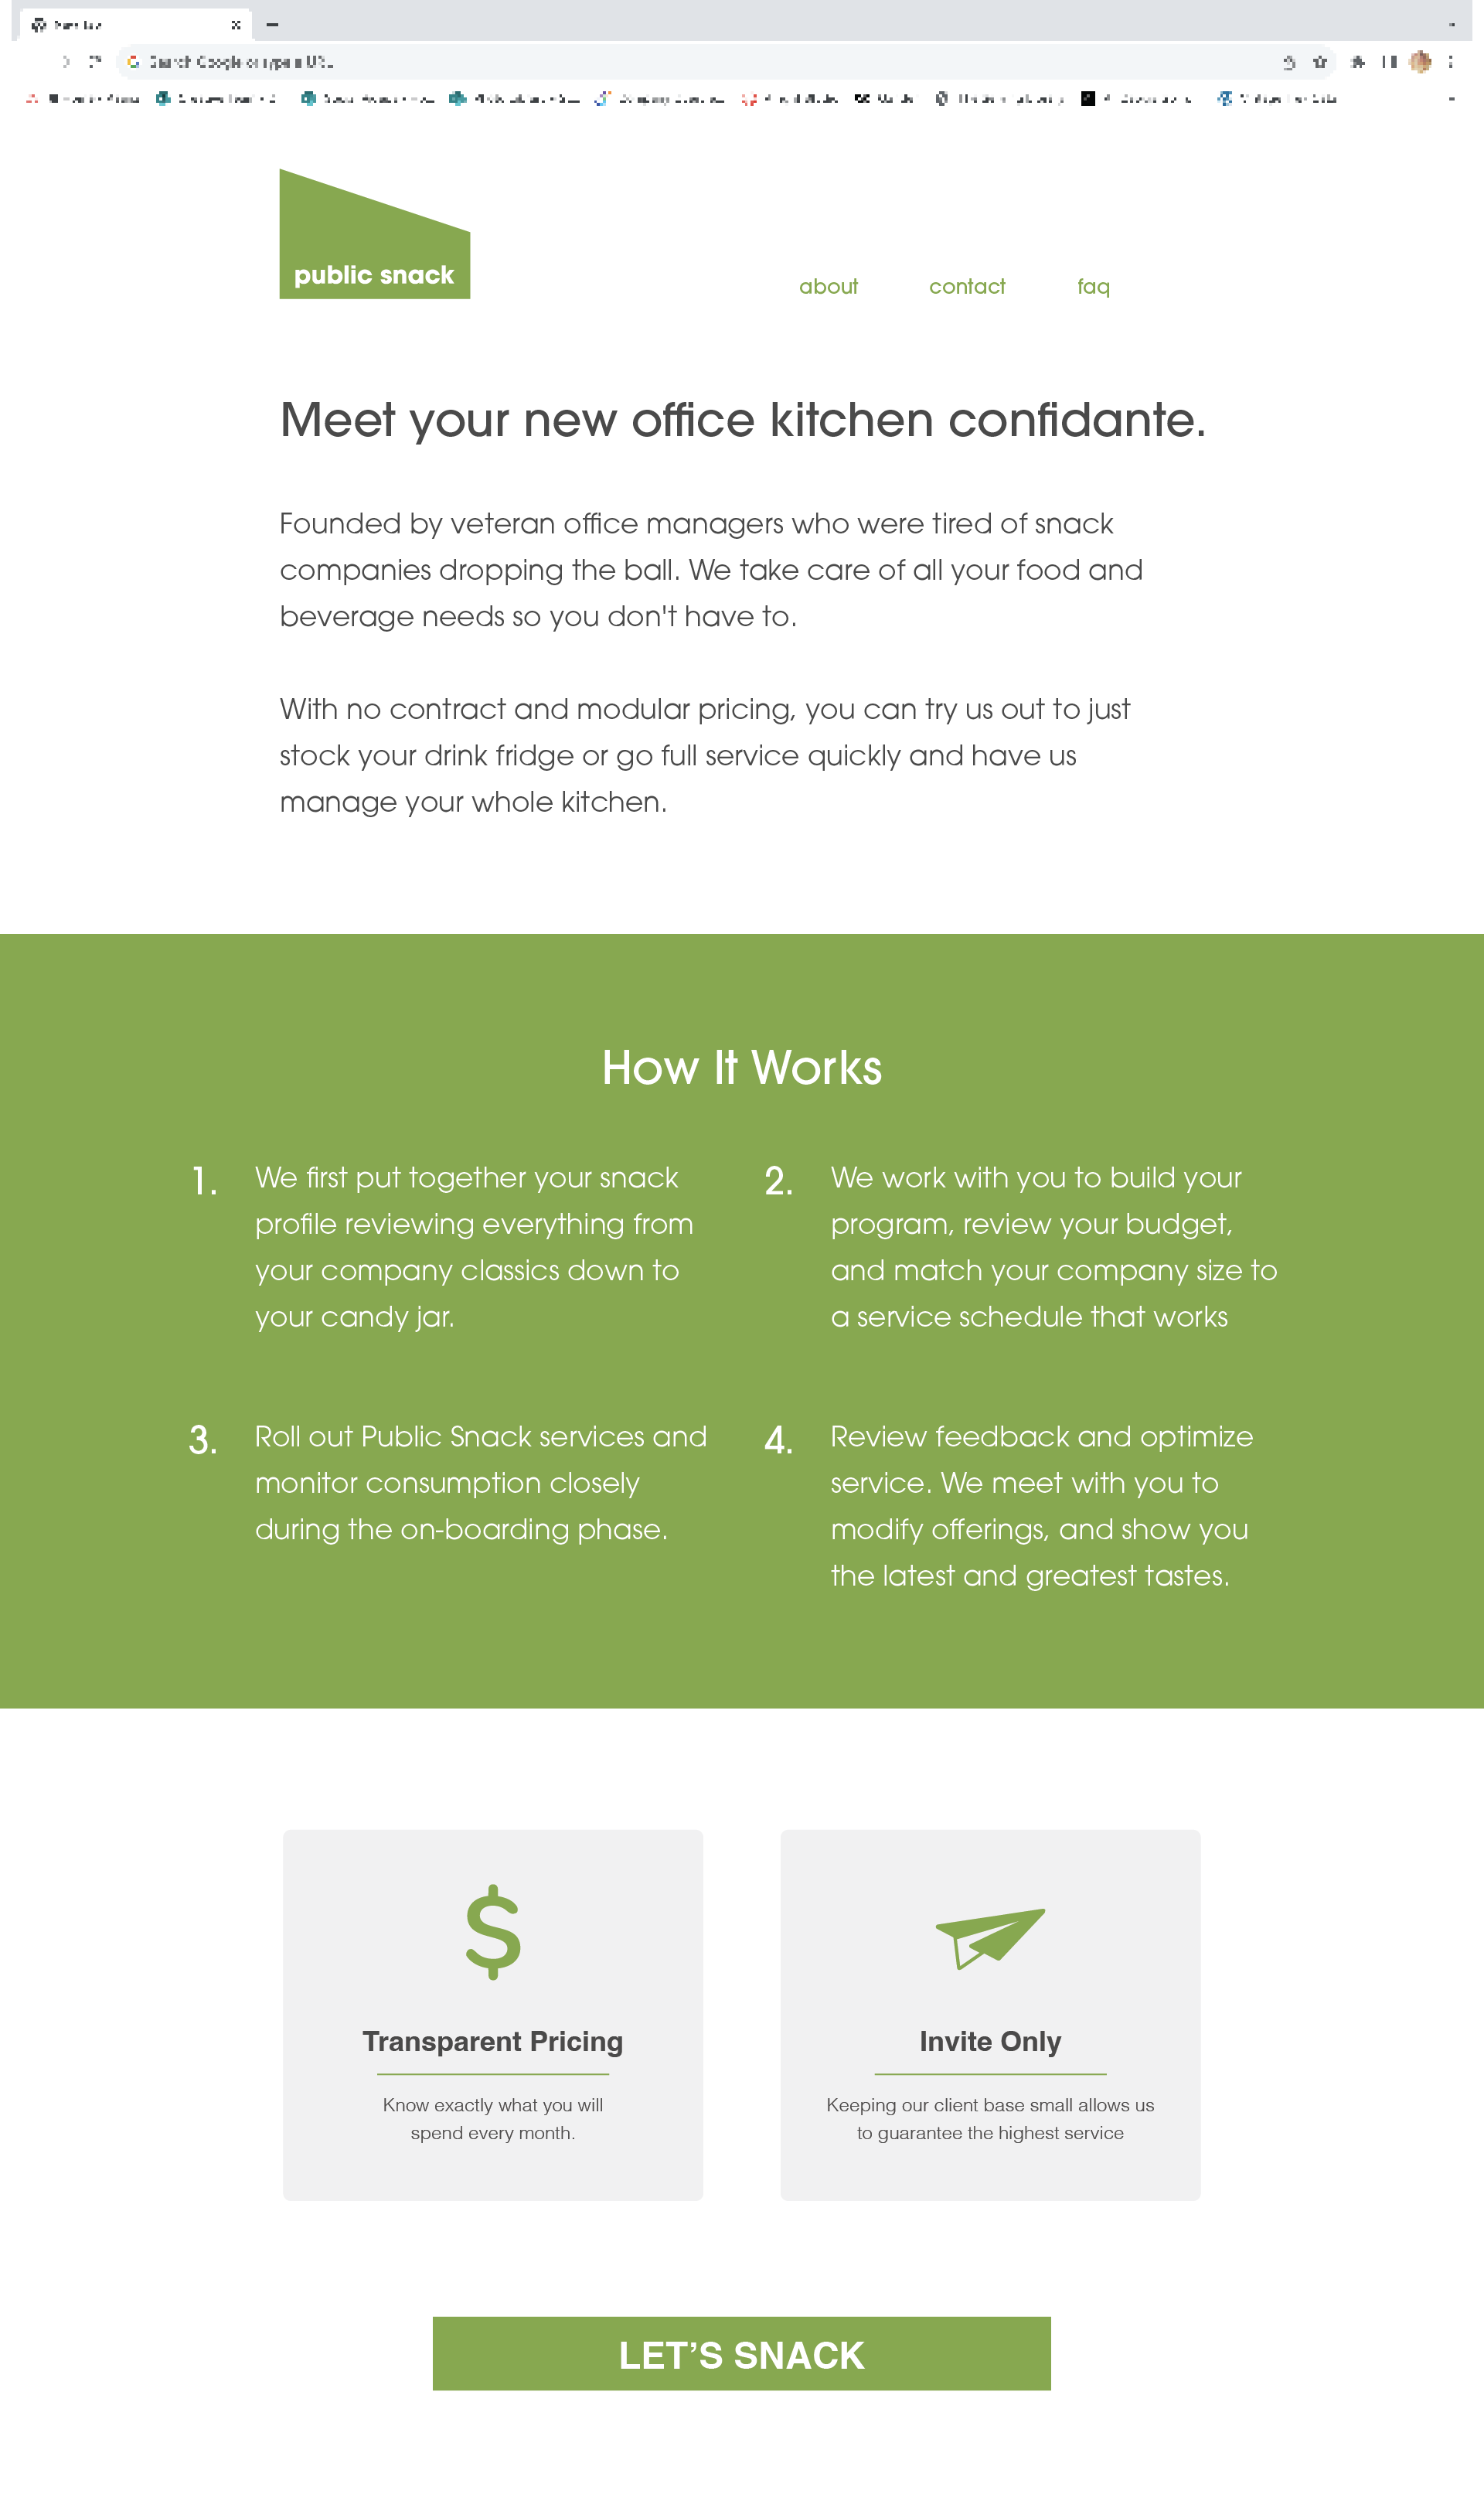 public snack
about contact faq
Meet your new office kitchen confidante.
Founded by veteran office managers who were tired of snack
companies dropping the ball. We take care of all your food and
beverage needs so you don't have to.
With no contract and modular pricing, you can try us out to just
stock your drink fridge or go full service quickly and have us
manage your whole kitchen.
How It Works
1. We first put together your snack
profile reviewing everything from
your company classics down to
your candy jar.
2. We work with you to build your
program, review your budget,
and match your company size to
a service schedule that works
3. Roll out Public Snack services and
monitor consumption closely
during the on-boarding phase.
4. Review feedback and optimize
service. We meet with you to
modify offerings, and show you
the latest and greatest tastes.
$
Transparent Pricing
Know exactly what you will
spend every month.
Invite Only
Keeping our client base small allows us
to guarantee the highest service
LET’S SNACK